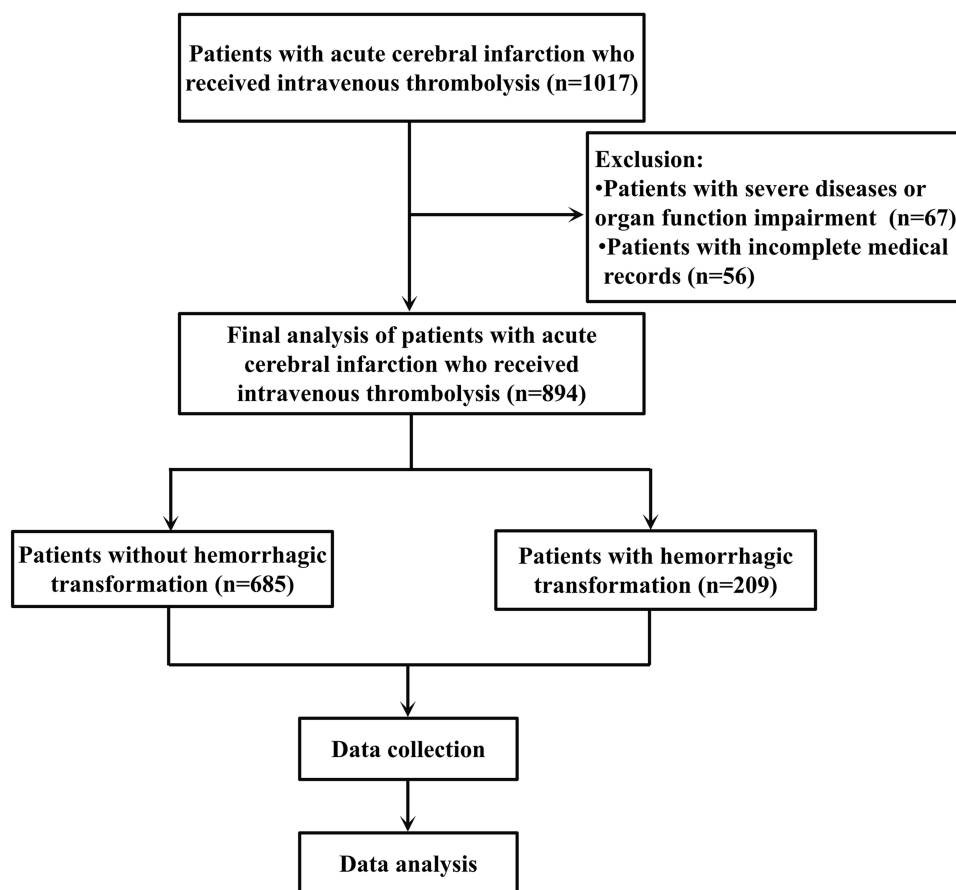 Patients with acute cerebral infarction who
received intravenous thrombolysis (n=1017)
Exclusion:
•Patients with severe diseases or
organ function impairment  (n=67)
•Patients with incomplete medical
records (n=56)
Final analysis of patients with acute
cerebral infarction who received
intravenous thrombolysis (n=894)
Patients without hemorrhagic
transformation (n=685)
Patients with hemorrhagic
transformation (n=209)
Data collection
Data analysis